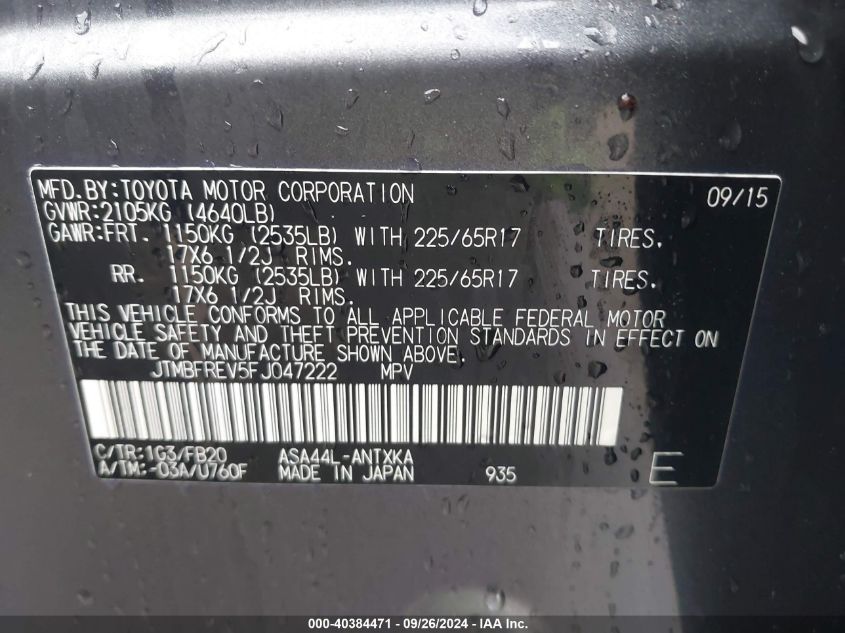 MFD.BY:TOYOTA MOTOR CORPORATION 09/15
GVWR:2105KG (4640LB)
GAWR:FRT. 1150KG (2535LB) WITH 225/65R17 TIRES,
17X6 1/2J RIMS.
RR. 1150KG (2535LB) WITH 225/65R17 TIRES,
17X6 1/2J RIMS.
THIS VEHICLE CONFORMS TO ALL APPLICABLE FEDERAL MOTOR
VEHICLE SAFETY AND THEFT PREVENTION STANDARDS IN EFFECT ON
THE DATE OF MANUFACTURE SHOWN ABOVE.
JTMBFREV5FJ047222 MPV
C/TR:1G3/FB20 ASA44L-ANTXKA
A/TM:-03A/U760F MADE IN JAPAN 935 E
000-40384471 - 09/26/2024 - IAA Inc.